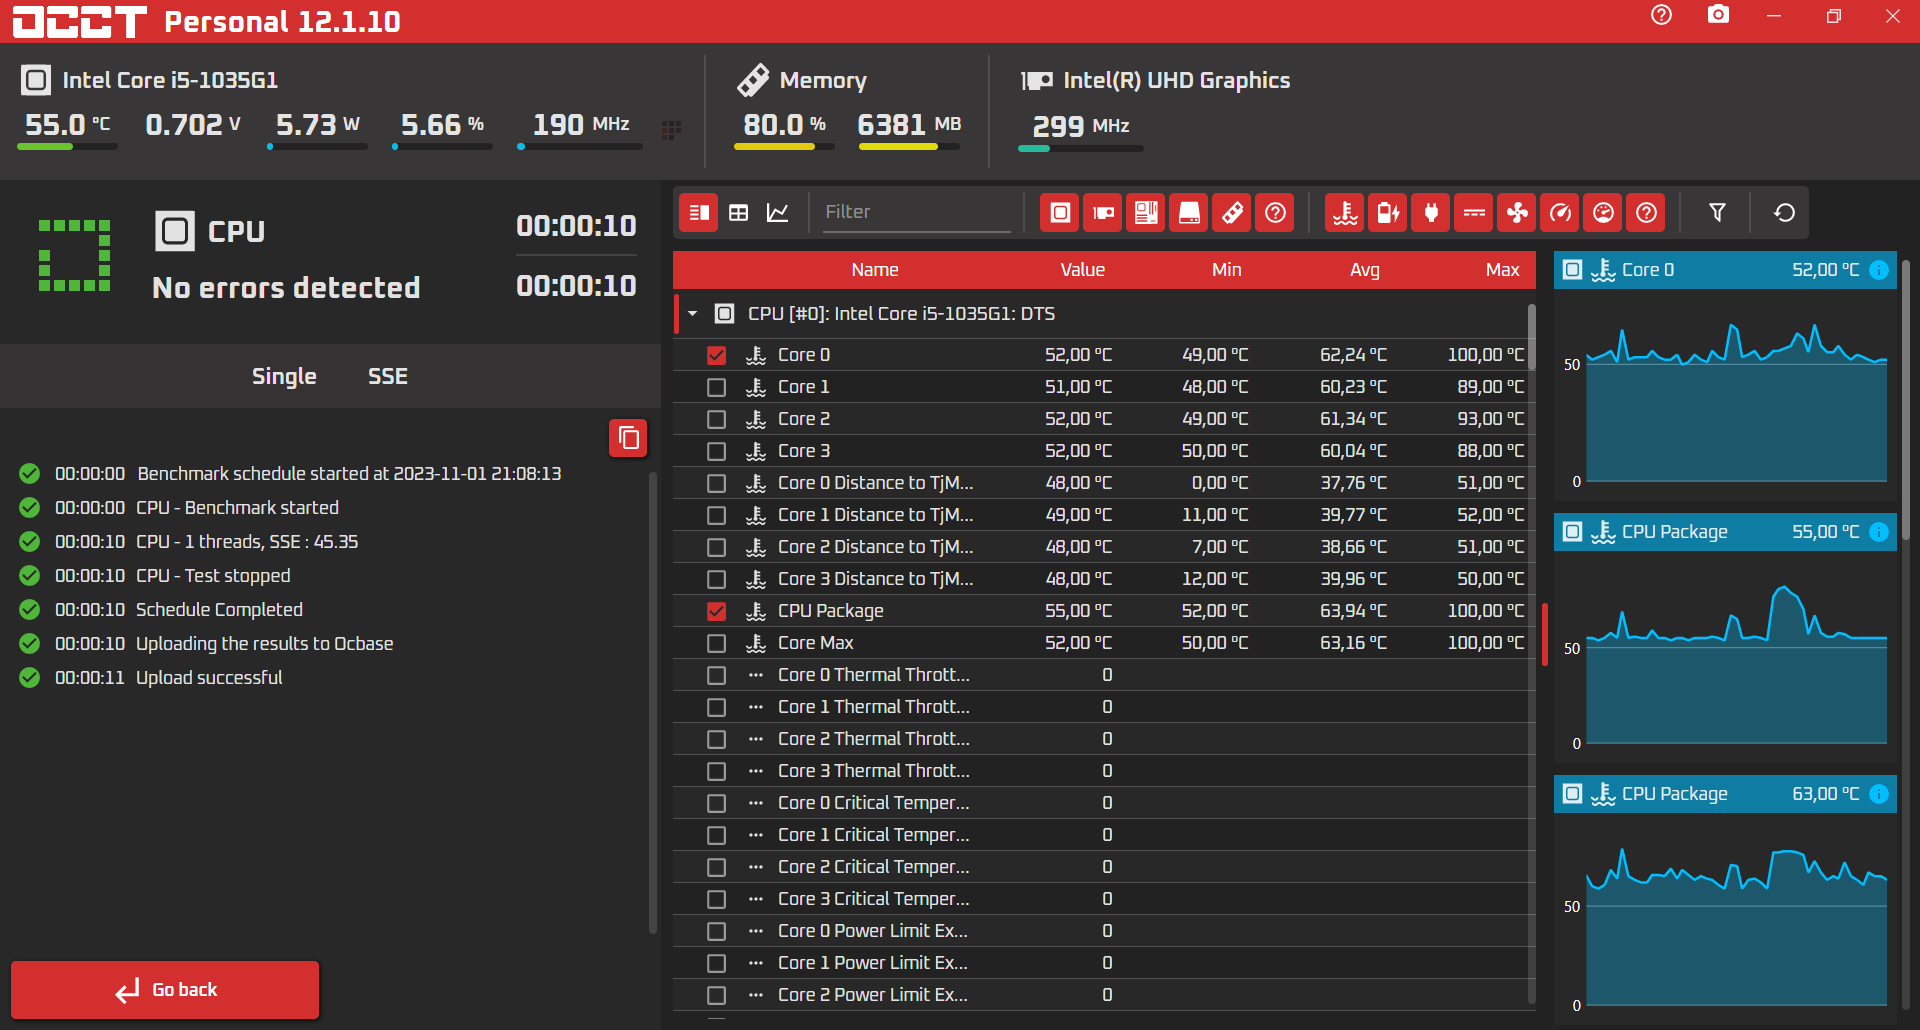 OCCT Personal 12.1.10
Intel Core i5-1035G1
55.0 °C 0.702 V 5.73 W 5.66 % 190 MHz
Memory
80.0 % 6381 MB
Intel(R) UHD Graphics
299 MHz
CPU
No errors detected
00:00:10
00:00:10
Single SSE
00:00:00 Benchmark schedule started at 2023-11-01 21:08:13
00:00:00 CPU - Benchmark started
00:00:10 CPU - 1 threads, SSE : 45.35
00:00:10 CPU - Test stopped
00:00:10 Schedule Completed
00:00:10 Uploading the results to Ocbase
00:00:11 Upload successful
Go back
Filter
Name Value Min Avg Max
CPU [#0]: Intel Core i5-1035G1: DTS
Core 0 52,00 °C 49,00 °C 62,24 °C 100,00 °C
Core 1 51,00 °C 48,00 °C 60,23 °C 89,00 °C
Core 2 52,00 °C 49,00 °C 61,34 °C 93,00 °C
Core 3 52,00 °C 50,00 °C 60,04 °C 88,00 °C
Core 0 Distance to TjM... 48,00 °C 0,00 °C 37,76 °C 51,00 °C
Core 1 Distance to TjM... 49,00 °C 11,00 °C 39,77 °C 52,00 °C
Core 2 Distance to TjM... 48,00 °C 7,00 °C 38,66 °C 51,00 °C
Core 3 Distance to TjM... 48,00 °C 12,00 °C 39,96 °C 50,00 °C
CPU Package 55,00 °C 52,00 °C 63,94 °C 100,00 °C
Core Max 52,00 °C 50,00 °C 63,16 °C 100,00 °C
Core 0 Thermal Thrott... 0
Core 1 Thermal Thrott... 0
Core 2 Thermal Thrott... 0
Core 3 Thermal Thrott... 0
Core 0 Critical Temper... 0
Core 1 Critical Temper... 0
Core 2 Critical Temper... 0
Core 3 Critical Temper... 0
Core 0 Power Limit Ex... 0
Core 1 Power Limit Ex... 0
Core 2 Power Limit Ex... 0
Core 0 52,00 °C
50
0
CPU Package 55,00 °C
50
0
CPU Package 63,00 °C
50
0